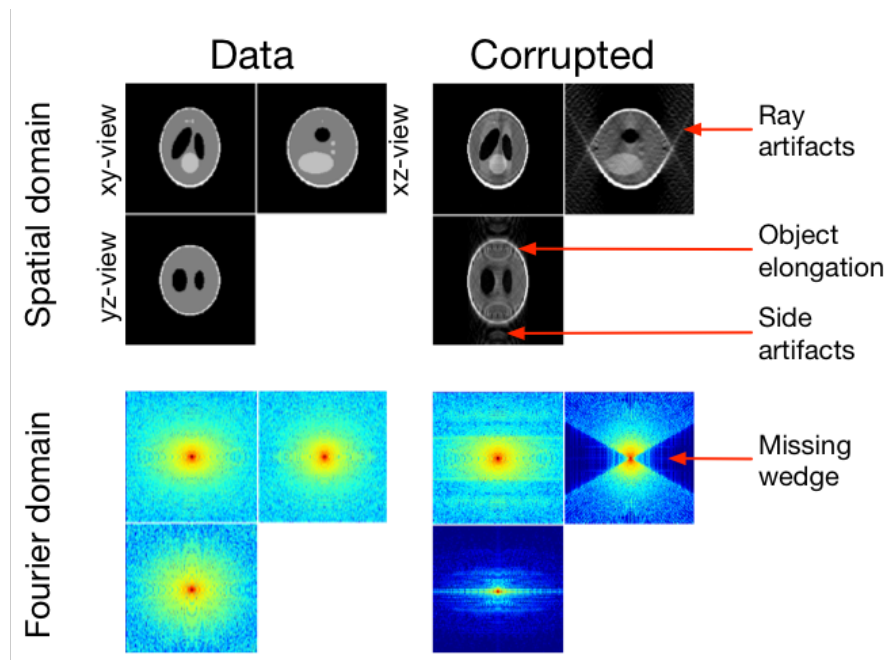 Data
Corrupted
Spatial domain
xy-view
xz-view
yz-view
Ray
artifacts
Object
elongation
Side
artifacts
Fourier domain
Missing
wedge